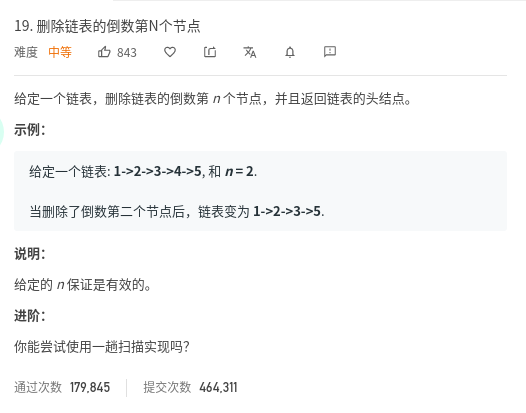 19. 删除链表的倒数第N个节点
难度 中等 843
给定一个链表，删除链表的倒数第 n 个节点，并且返回链表的头结点。
示例：
给定一个链表: 1->2->3->4->5, 和 n = 2.
当删除了倒数第二个节点后，链表变为 1->2->3->5.
说明：
给定的 n 保证是有效的。
进阶：
你能尝试使用一趟扫描实现吗？
通过次数 179,845 提交次数 464,311